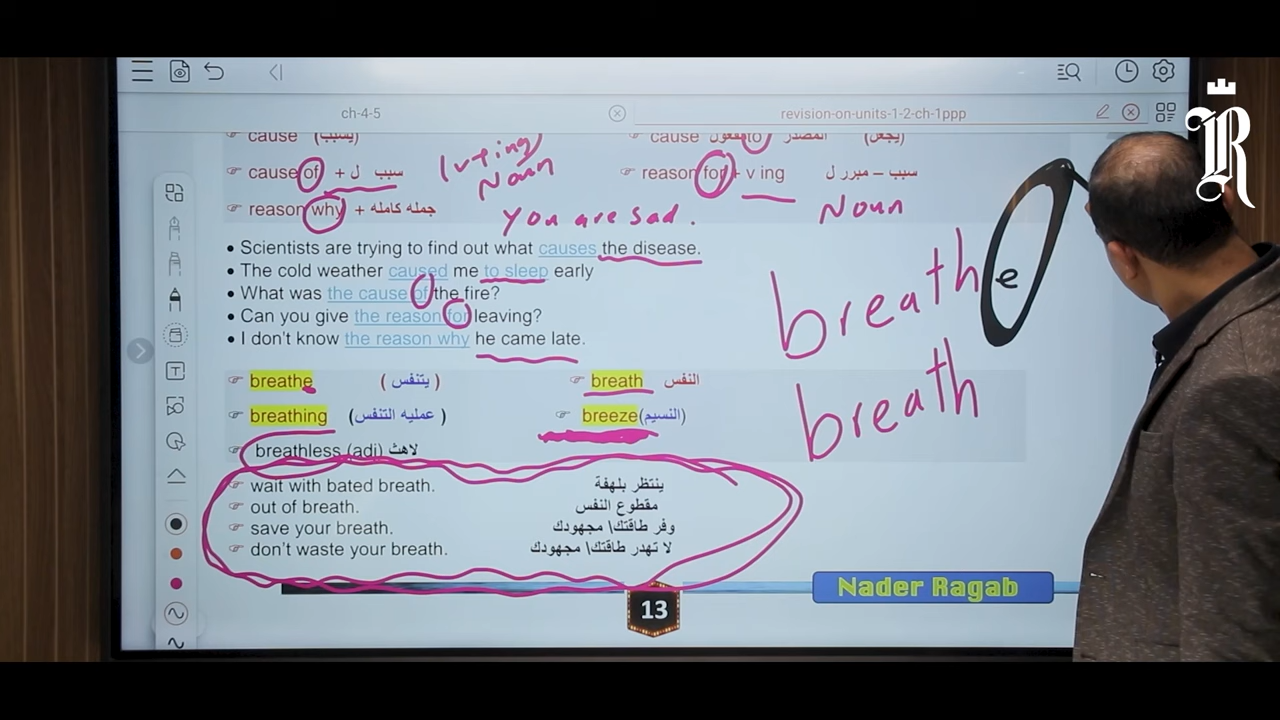 ch-4-5
revision-on-units-1-2-ch-1ppp
R
cause (يسبب)
cause to المصدر (يجعل)
cause of + سبب ل
(v+ing)
Noun
reason for + v ing سبب – مبرر ل
Noun
reason why + جمله كامله
you are sad.
• Scientists are trying to find out what causes the disease.
• The cold weather caused me to sleep early
• What was the cause of the fire?
• Can you give the reason for leaving?
• I don't know the reason why he came late.
breathe
breath
breathe (يتنفس)
breath النفس
breathing (عمليه التنفس)
breeze (النسيم)
breathless (adj) لاهث
wait with bated breath. ينتظر بلهفة
out of breath. مقطوع النفس
save your breath. وفر طاقتك\ مجهودك
don't waste your breath. لا تهدر طاقتك\ مجهودك
13
Nader Ragab